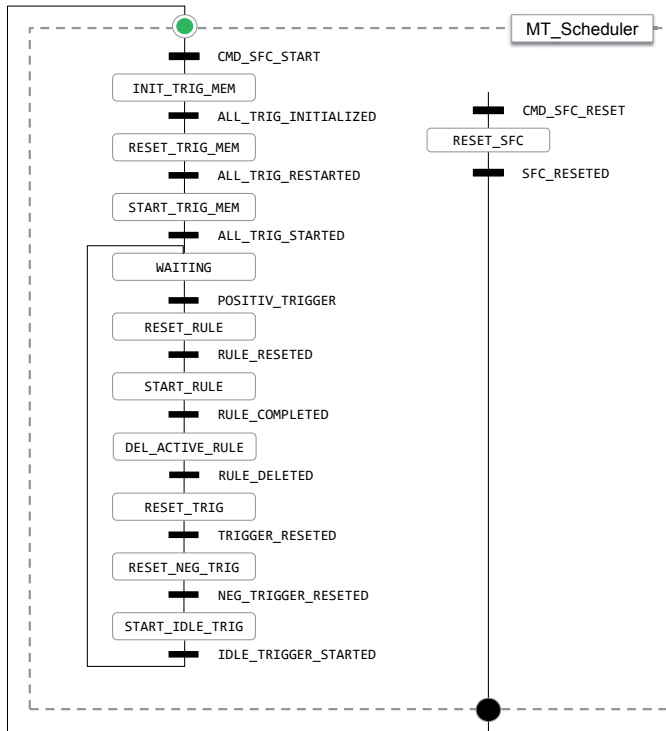 MT_Scheduler
CMD_SFC_START
INIT_TRIG_MEM
ALL_TRIG_INITIALIZED
RESET_TRIG_MEM
ALL_TRIG_RESTARTED
START_TRIG_MEM
ALL_TRIG_STARTED
WAITING
POSITIV_TRIGGER
RESET_RULE
RULE_RESETED
START_RULE
RULE_COMPLETED
DEL_ACTIVE_RULE
RULE_DELETED
RESET_TRIG
TRIGGER_RESETED
RESET_NEG_TRIG
NEG_TRIGGER_RESETED
START_IDLE_TRIG
IDLE_TRIGGER_STARTED
CMD_SFC_RESET
RESET_SFC
SFC_RESETED